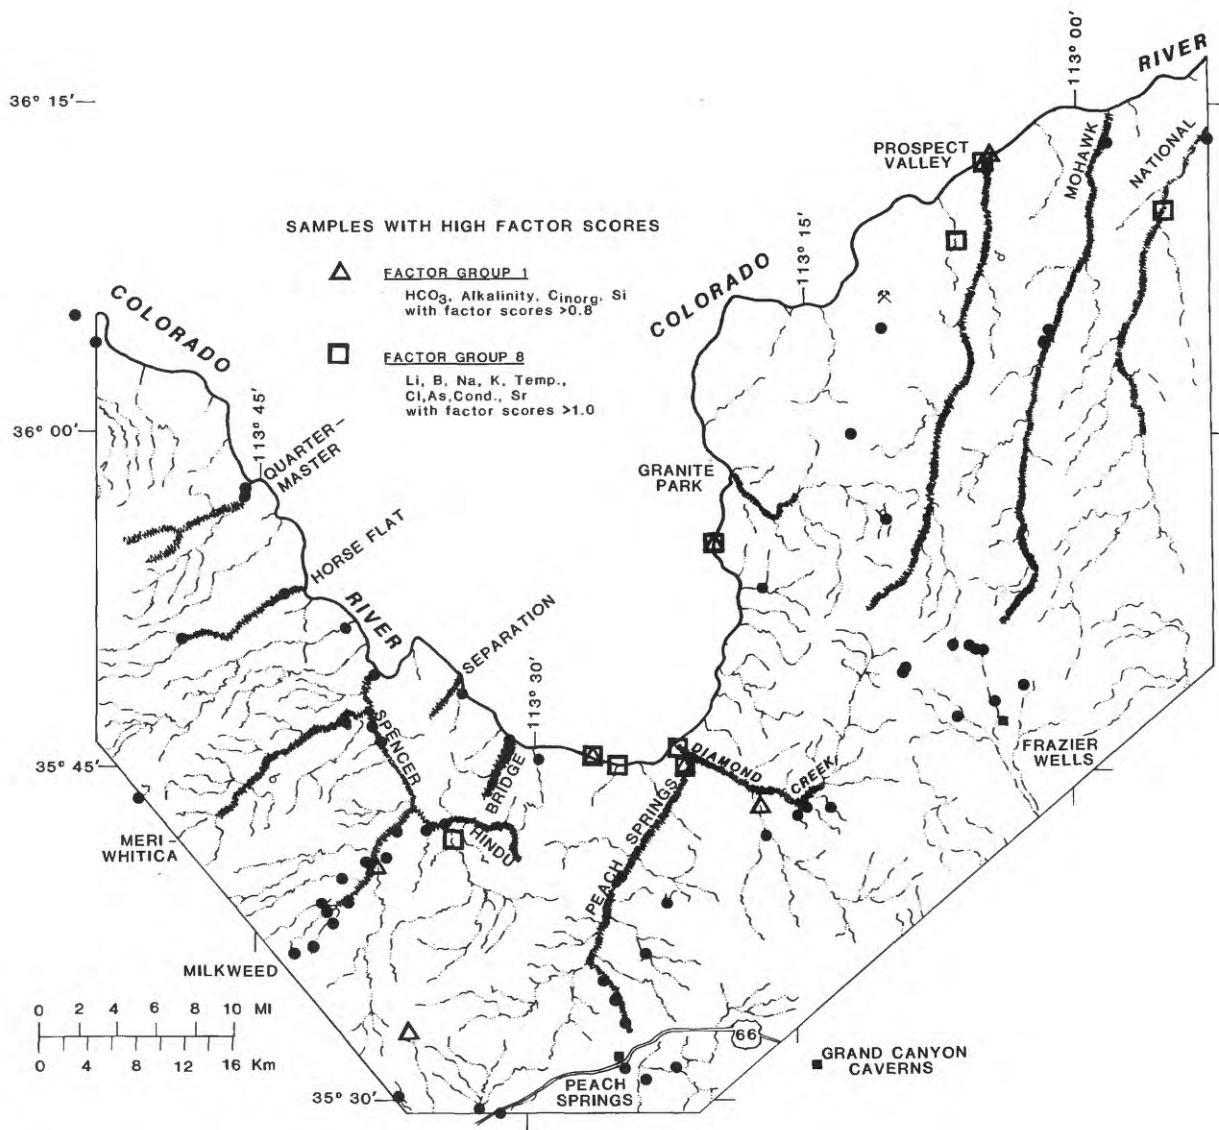 RIVER
113° 00′
36° 15′
MOHAWK
PROSPECT
VALLEY
NATIONAL
SAMPLES WITH HIGH FACTOR SCORES
113° 15′
FACTOR GROUP 1
HCO3, Alkalinity, Cinorg, Si
with factor scores >0.8
COLORADO
COLORADO
FACTOR GROUP 8
Li, B, Na, K, Temp.,
Cl,As,Cond., Sr
with factor scores >1.0
36° 00′
113° 45′
QUARTER-
MASTER
GRANITE
PARK
HORSE FLAT
RIVER
SEPARATION
113° 30′
SPENCER
FRAZIER
WELLS
35° 45′
DIAMOND
CREEK
BRIDGE
HINDU
MERI-
WHITICA
PEACH SPRINGS
MILKWEED
0 2 4 6 8 10 MI
0 4 8 12 16 Km
66
GRAND CANYON
CAVERNS
PEACH
SPRINGS
35° 30′